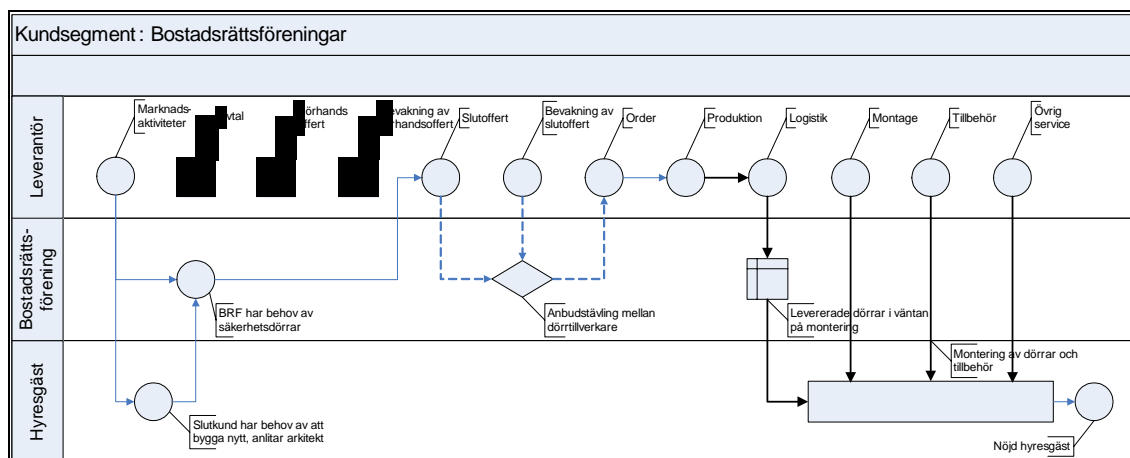 Kundsegment: Bostadsrättsföreningar
Leverantör
Marknads-
aktiviteter
Slutoffert
Bevakning av
slutoffert
Order
Produktion
Logistik
Montage
Tillbehör
Övrig
service
Bostadsrätts-
förening
BRF har behov av
säkerhetsdörrar
Anbudstävling mellan
dörrtillverkare
Levererade dörrar i väntan
på montering
Hyresgäst
Slutkund har behov av att
bygga nytt, anlitar arkitekt
Montering av dörrar och
tillbehör
Nöjd hyresgäst